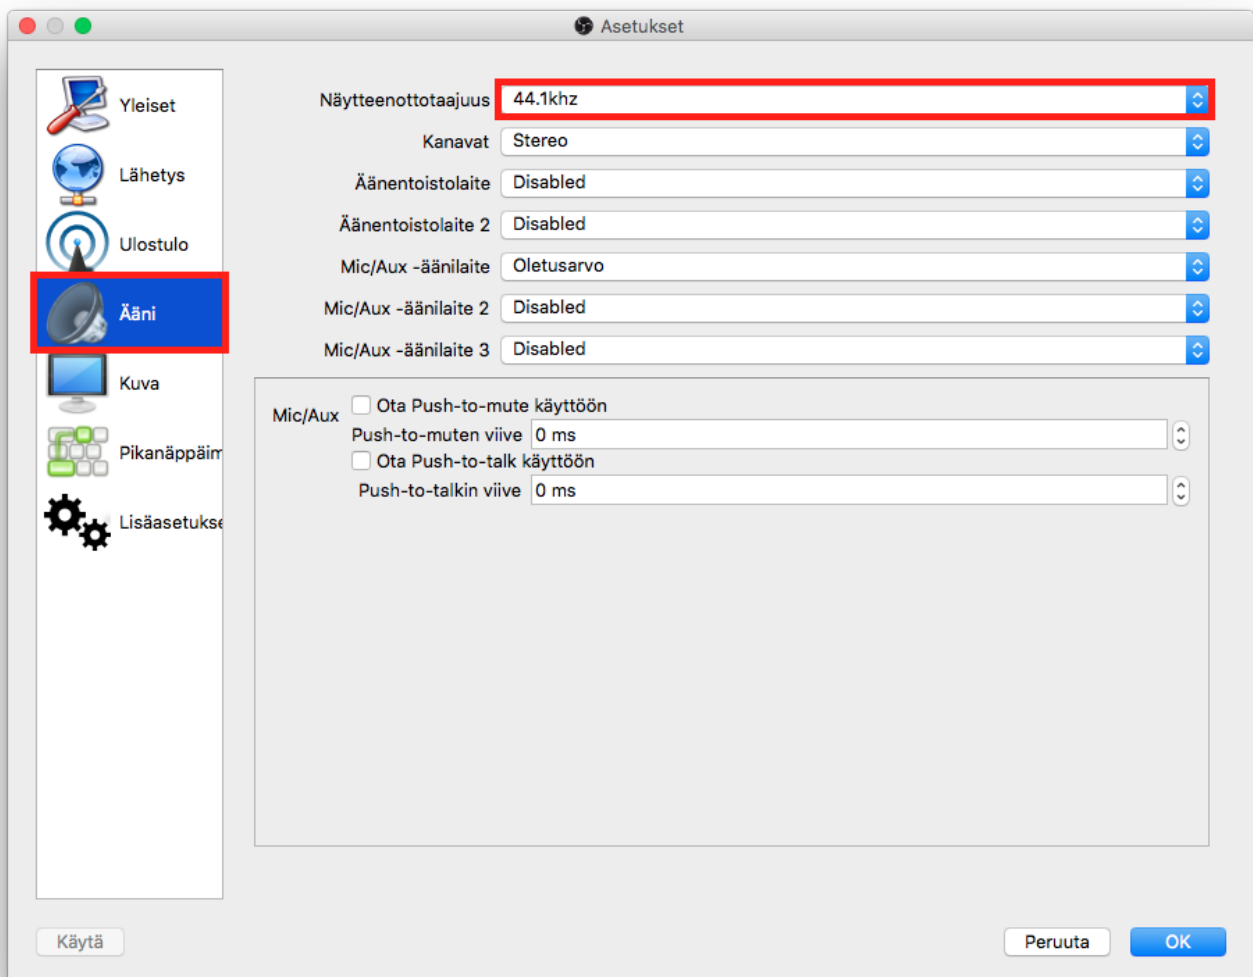 Asetukset
Yleiset
Lähetys
Ulostulo
Ääni
Kuva
Pikanäppäim
Lisäasetukse
Näytteenottotaajuus 44.1khz
Kanavat Stereo
Äänentoistolaite Disabled
Äänentoistolaite 2 Disabled
Mic/Aux -äänilaite Oletusarvo
Mic/Aux -äänilaite 2 Disabled
Mic/Aux -äänilaite 3 Disabled
Mic/Aux
Ota Push-to-mute käyttöön
Push-to-muten viive 0 ms
Ota Push-to-talk käyttöön
Push-to-talkin viive 0 ms
Käytä
Peruuta
OK